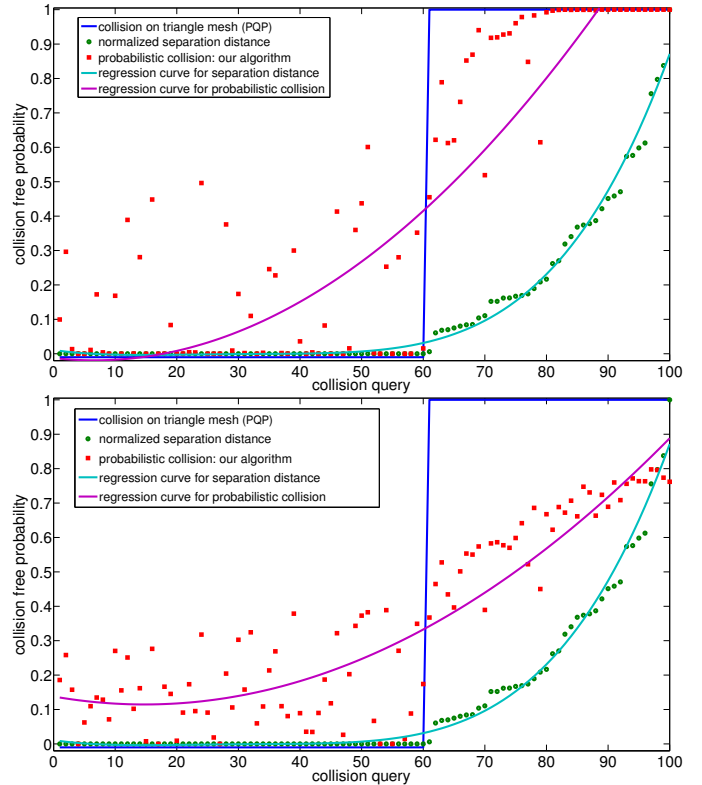 1
0.9
0.8
0.7
0.6
0.5
0.4
0.3
0.2
0.1
0
collision free probability
collision on triangle mesh (PQP)
normalized separation distance
probabilistic collision: our algorithm
regression curve for separation distance
regression curve for probabilistic collision
0 10 20 30 40 50 60 70 80 90 100
collision query
1
0.9
0.8
0.7
0.6
0.5
0.4
0.3
0.2
0.1
0
collision free probability
collision on triangle mesh (PQP)
normalized separation distance
probabilistic collision: our algorithm
regression curve for separation distance
regression curve for probabilistic collision
0 10 20 30 40 50 60 70 80 90 100
collision query